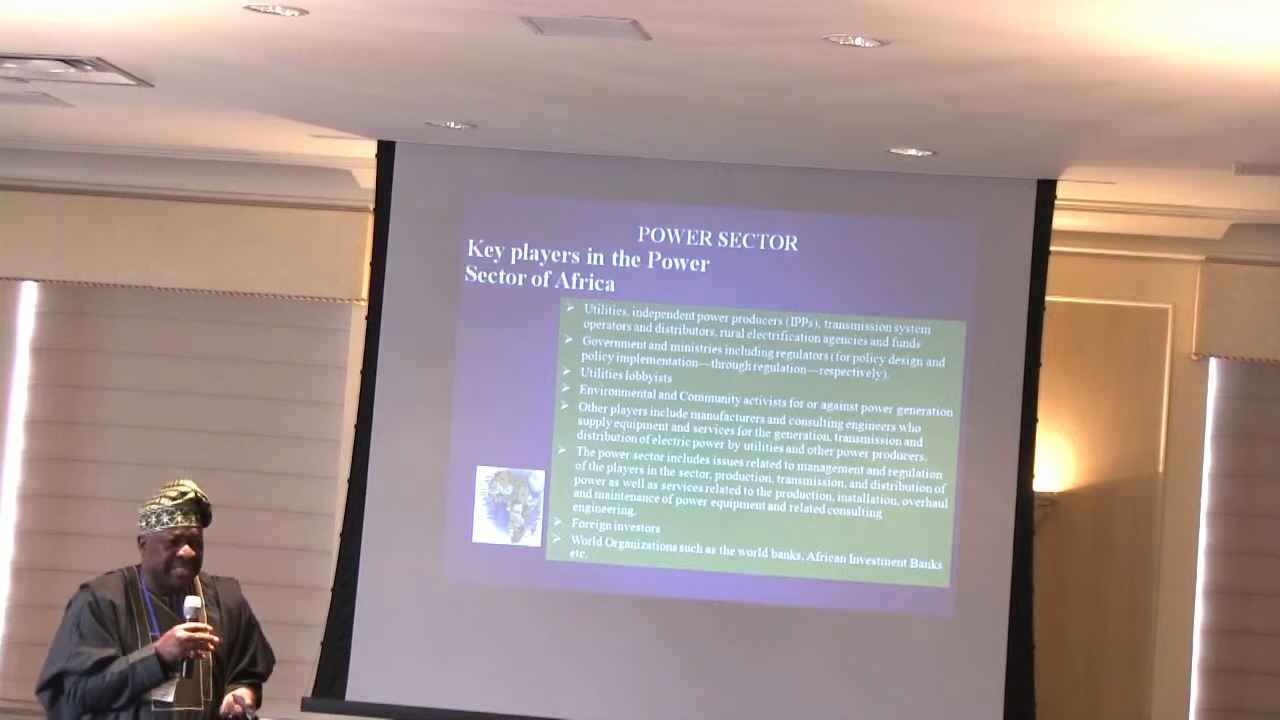 POWER SECTOR
Key players in the Power
Sector of Africa
➢ Utilities, independent power producers (IPPs), transmission system
operators and distributors, rural electrification agencies and funds
➢ Government and ministries including regulators (for policy design and
policy implementation—through regulation—respectively).
➢ Utilities lobbyists
➢ Environmental and Community activists for or against power generation
➢ Other players include manufacturers and consulting engineers who
supply equipment and services for the generation, transmission and
distribution of electric power by utilities and other power producers.
➢ The power sector includes issues related to management and regulation
of the players in the sector, production, transmission, and distribution of
power as well as services related to the production, installation, overhaul
and maintenance of power equipment and related consulting
engineering.
➢ Foreign investors
➢ World Organizations such as the world banks, African Investment Banks
etc.